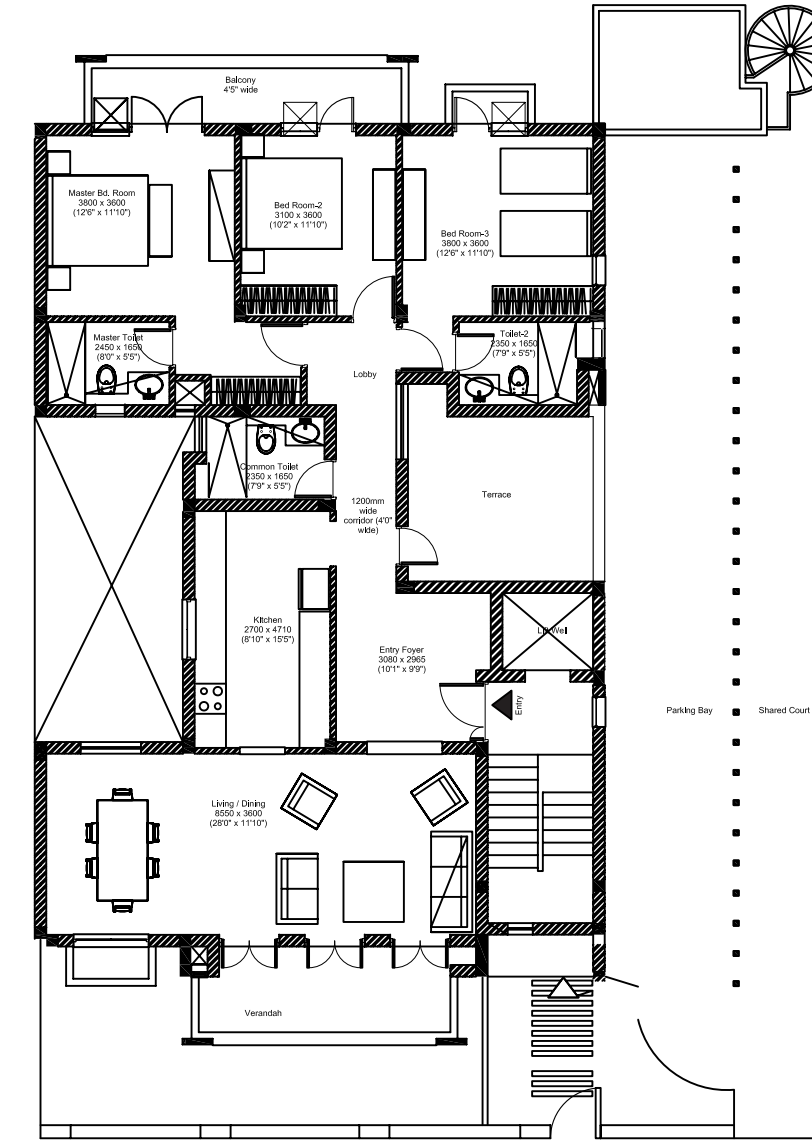 Balcony
4'5" wide
Master Bd. Room
3800 x 3600
(12'6" x 11'10")
Bed Room-2
3100 x 3600
(10'2" x 11'10")
Bed Room-3
3800 x 3600
(12'6" x 11'10")
Master Toilet
2450 x 1650
(8'0" x 5'5")
Toilet-2
2350 x 1650
(7'9" x 5'5")
Lobby
Common Toilet
2350 x 1650
(7'9" x 5'5")
1200mm
wide
corridor (4'0"
wide)
Terrace
Kitchen
2700 x 4710
(8'10" x 15'5")
Lift Well
Entry Foyer
3080 x 2965
(10'1" x 9'9")
Entry
Parking Bay
Shared Court
Living / Dining
8550 x 3600
(28'0" x 11'10")
Verandah